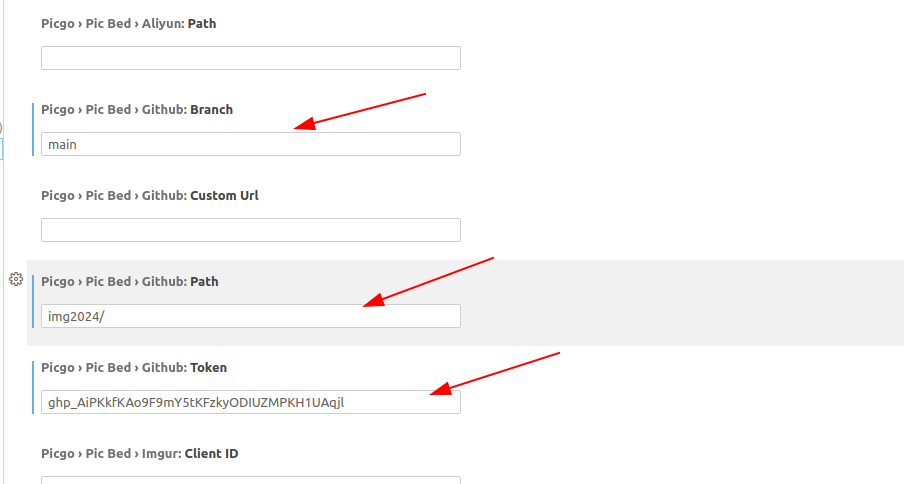 Picgo › Pic Bed › Aliyun: Path
Picgo › Pic Bed › Github: Branch
main
Picgo › Pic Bed › Github: Custom Url
Picgo › Pic Bed › Github: Path
img2024/
Picgo › Pic Bed › Github: Token
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
Picgo › Pic Bed › Imgur: Client ID